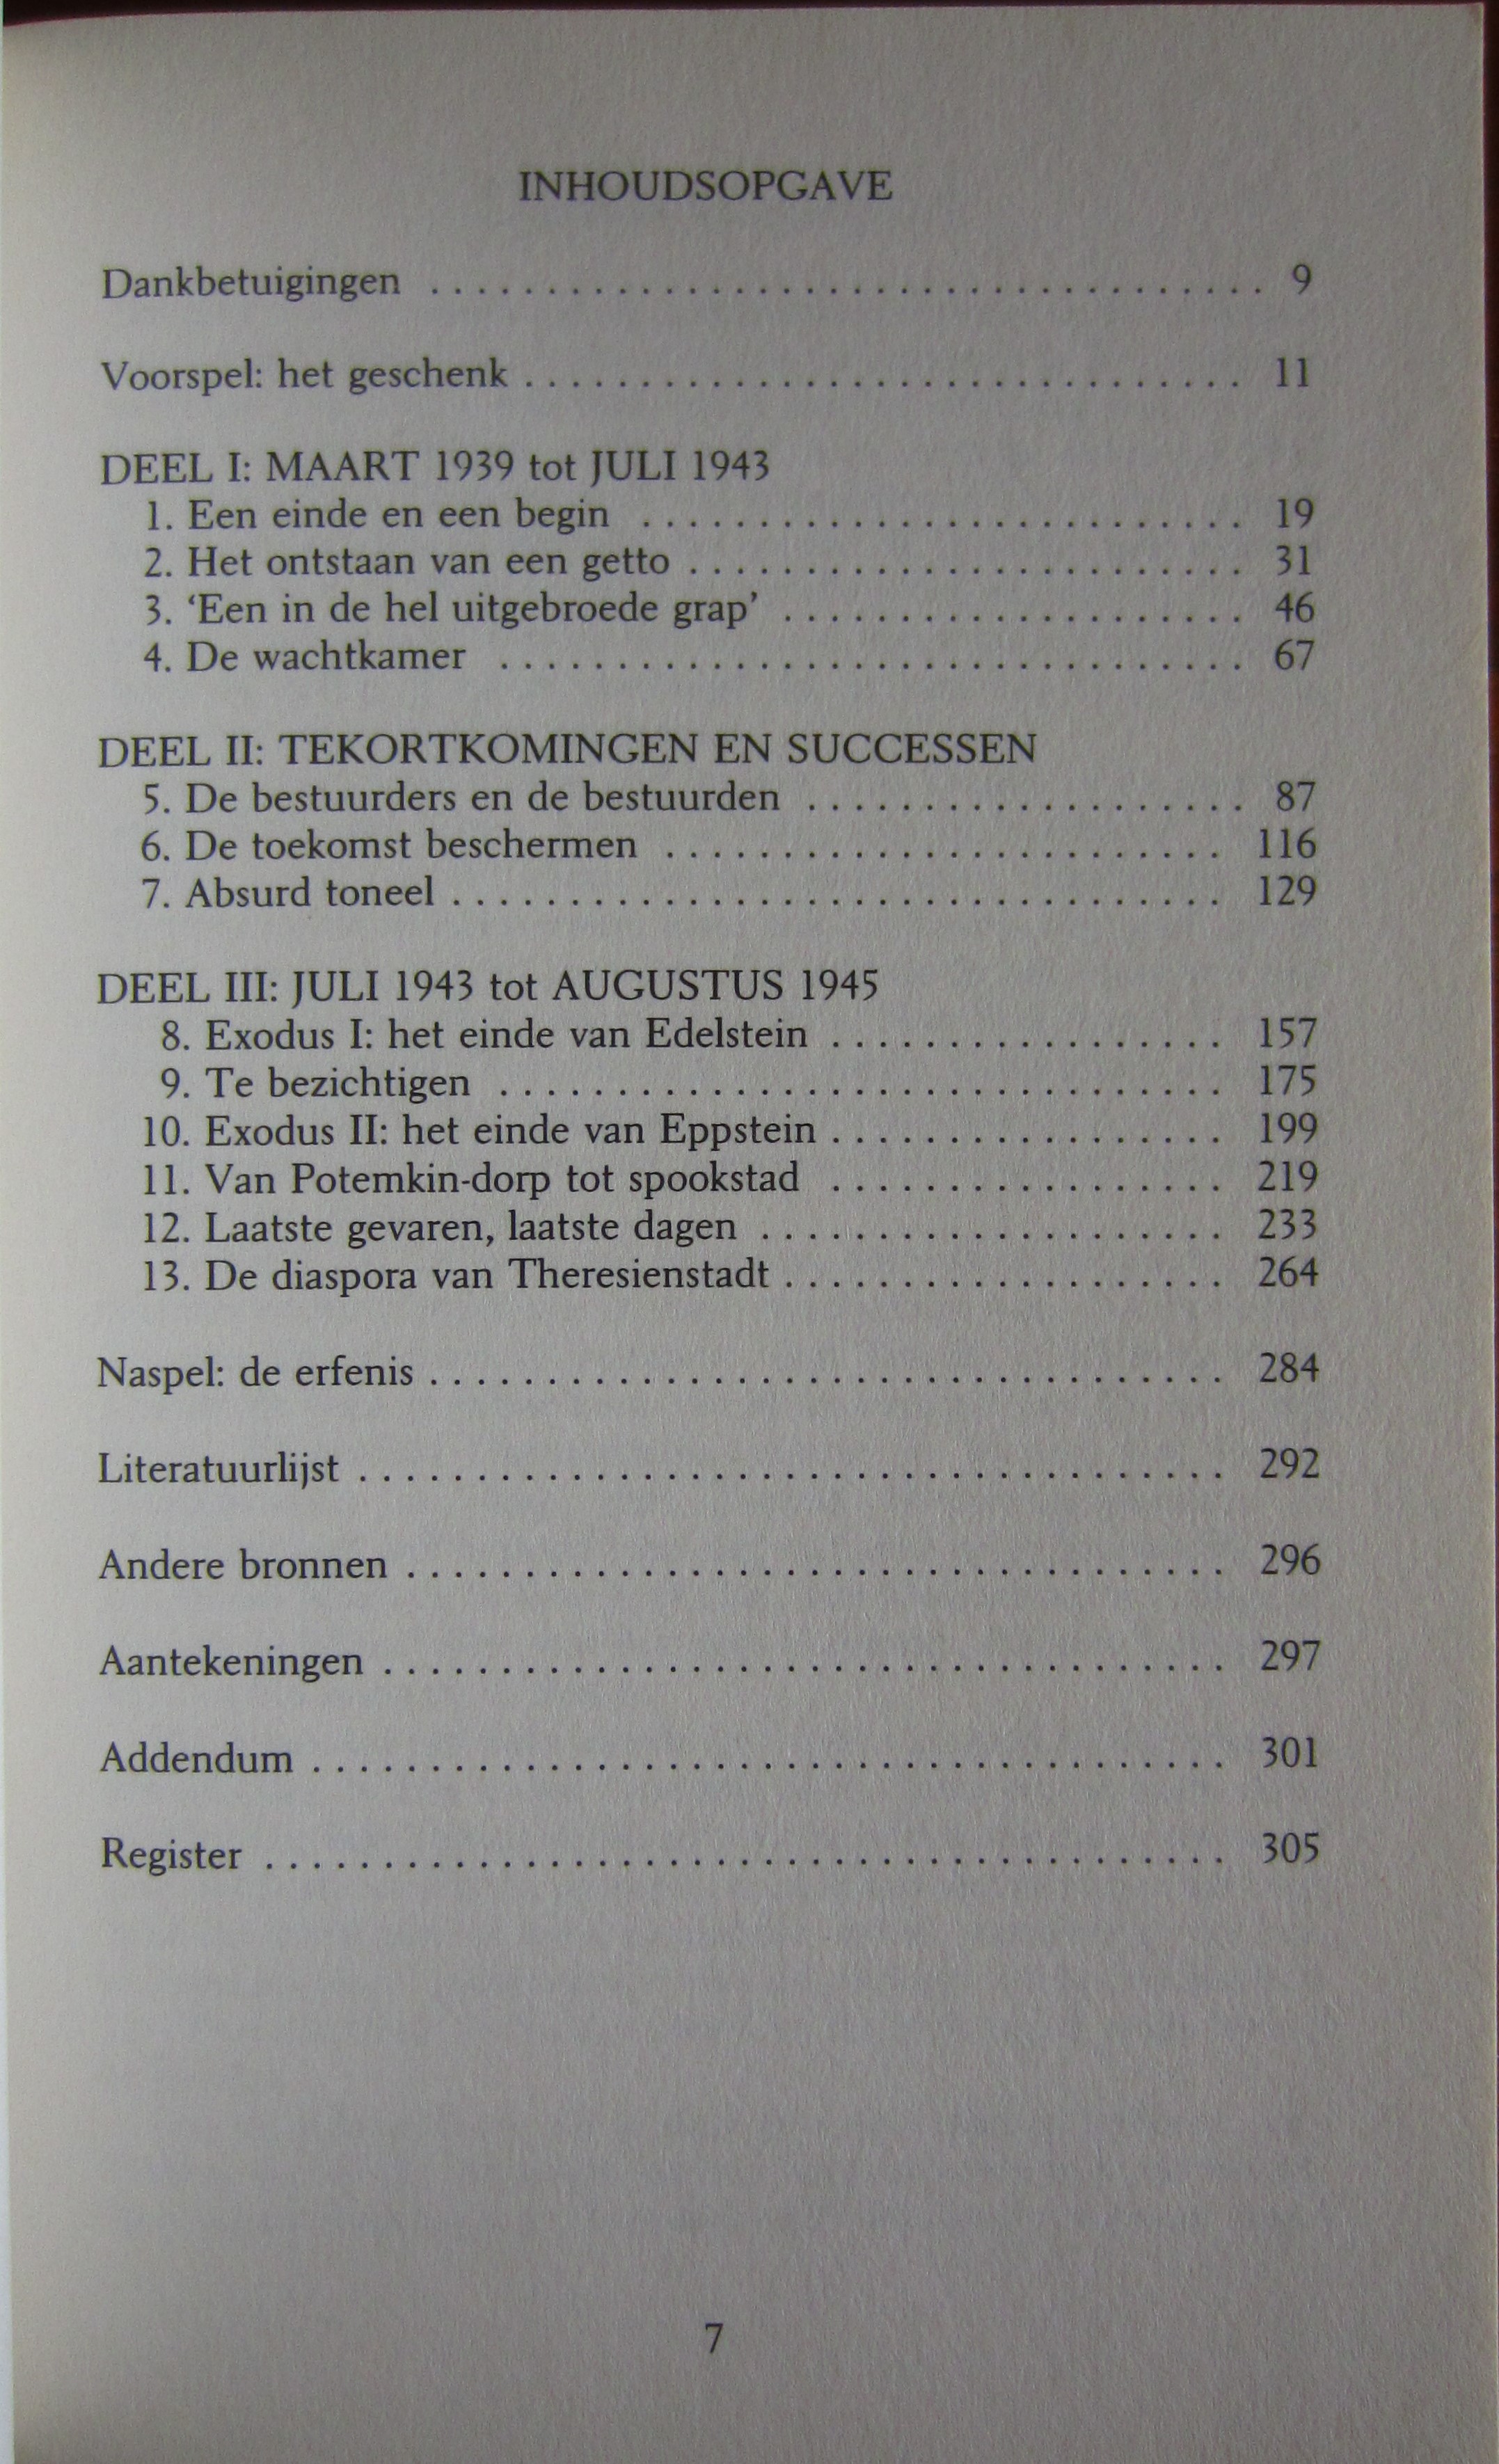 INHOUDSOPGAVE
Dankbetuigingen . . . . . . . . . . . . . . . . . . . . . . . . . . . . . . . . . . . . 9
Voorspel: het geschenk . . . . . . . . . . . . . . . . . . . . . . . . . . . . . . . 11
DEEL I: MAART 1939 tot JULI 1943
1. Een einde en een begin . . . . . . . . . . . . . . . . . . . . . . . . . . 19
2. Het ontstaan van een getto . . . . . . . . . . . . . . . . . . . . . . . . 31
3. ‘Een in de hel uitgebroede grap’ . . . . . . . . . . . . . . . . . . . . 46
4. De wachtkamer . . . . . . . . . . . . . . . . . . . . . . . . . . . . . . . . 67
DEEL II: TEKORTKOMINGEN EN SUCCESSEN
5. De bestuurders en de bestuurden . . . . . . . . . . . . . . . . . . . 87
6. De toekomst beschermen . . . . . . . . . . . . . . . . . . . . . . . . 116
7. Absurd toneel . . . . . . . . . . . . . . . . . . . . . . . . . . . . . . . . . 129
DEEL III: JULI 1943 tot AUGUSTUS 1945
8. Exodus I: het einde van Edelstein . . . . . . . . . . . . . . . . . 157
9. Te bezichtigen . . . . . . . . . . . . . . . . . . . . . . . . . . . . . . . 175
10. Exodus II: het einde van Eppstein . . . . . . . . . . . . . . . . . 199
11. Van Potemkin-dorp tot spookstad . . . . . . . . . . . . . . . . . 219
12. Laatste gevaren, laatste dagen . . . . . . . . . . . . . . . . . . . . 233
13. De diaspora van Theresienstadt . . . . . . . . . . . . . . . . . . . 264
Naspel: de erfenis . . . . . . . . . . . . . . . . . . . . . . . . . . . . . . . . . . 284
Literatuurlijst . . . . . . . . . . . . . . . . . . . . . . . . . . . . . . . . . . . . . 292
Andere bronnen . . . . . . . . . . . . . . . . . . . . . . . . . . . . . . . . . . . 296
Aantekeningen . . . . . . . . . . . . . . . . . . . . . . . . . . . . . . . . . . . . 297
Addendum . . . . . . . . . . . . . . . . . . . . . . . . . . . . . . . . . . . . . . . 301
Register . . . . . . . . . . . . . . . . . . . . . . . . . . . . . . . . . . . . . . . . . 305
7